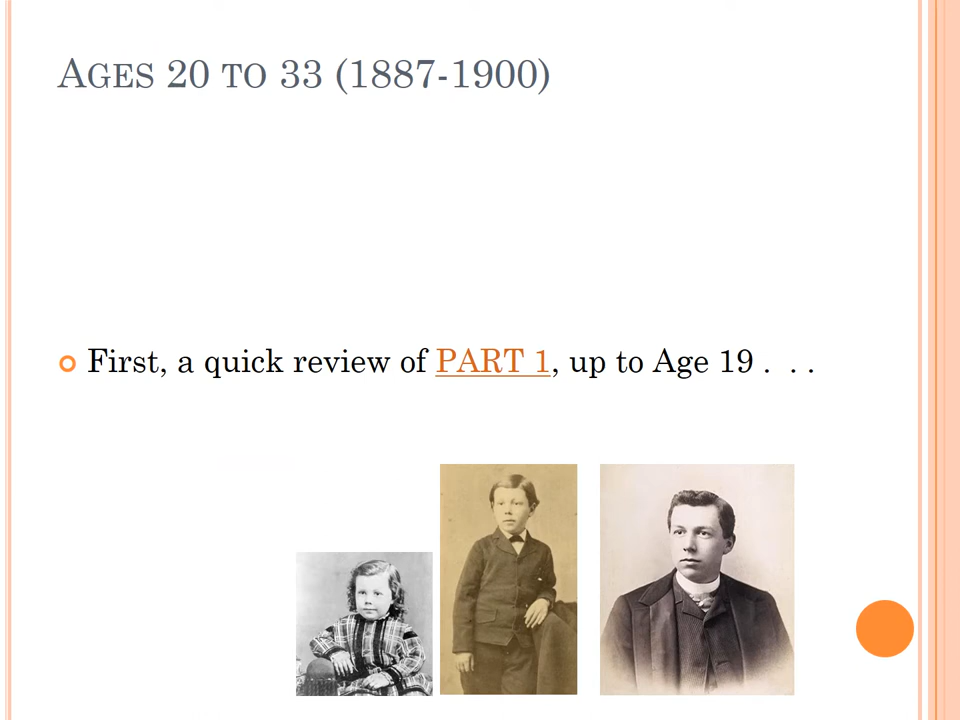 Ages 20 to 33 (1887-1900)
First, a quick review of PART 1, up to Age 19 .  . .